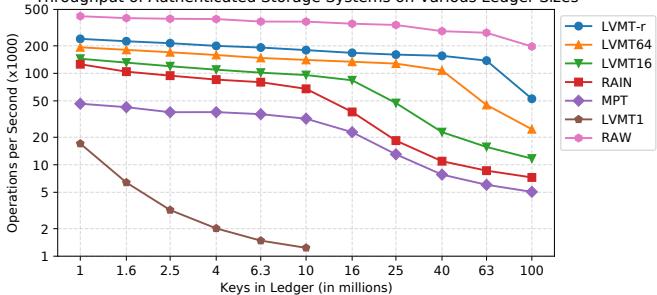 Throughput of Authenticated Storage Systems on Various Ledger Sizes
Operations per Second (x1000)
500
200
100
50
20
10
5
2
1
1 1.6 2.5 4 6.3 10 16 25 40 63 100
Keys in Ledger (in millions)
LVMT-r
LVMT64
LVMT16
RAIN
MPT
LVMT1
RAW